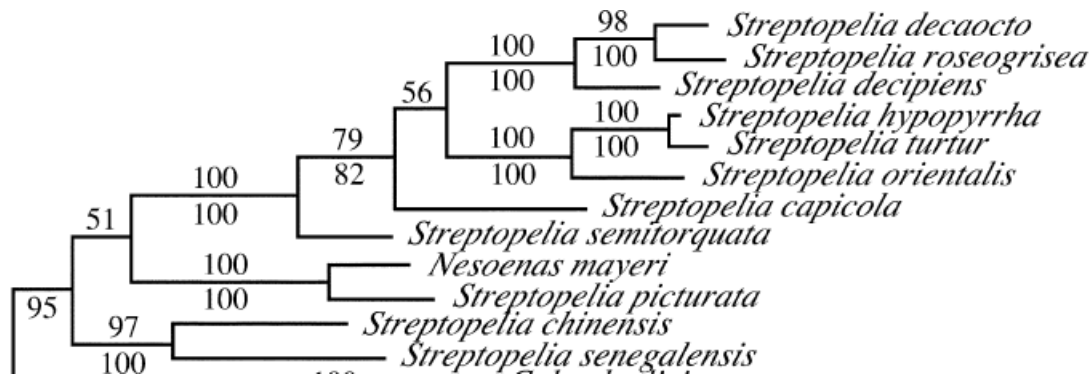 98
Streptopelia decaocto
100
100
Streptopelia roseogrisea
100
Streptopelia decipiens
56
100
Streptopelia hypopyrrha
79
100
100
Streptopelia turtur
82
100
Streptopelia orientalis
100
Streptopelia capicola
51
100
Streptopelia semitorquata
100
Nesoenas mayeri
95
100
Streptopelia picturata
97
Streptopelia chinensis
100
Streptopelia senegalensis